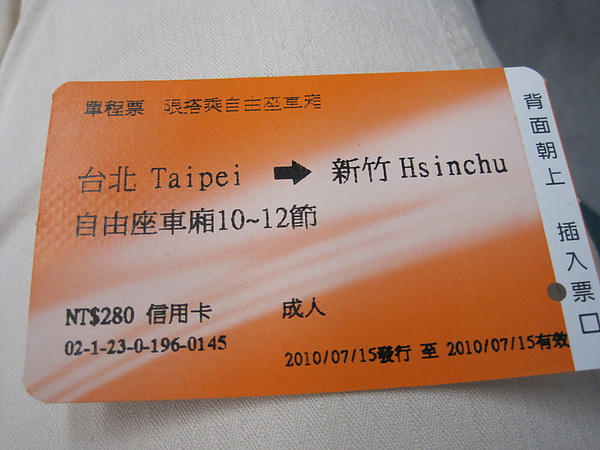 單程票 限搭乘自由座車廂
台北 Taipei → 新竹 Hsinchu
自由座車廂10~12節
NT$280 信用卡 成人
02-1-23-0-196-0145
2010/07/15發行 至 2010/07/15有效
背面朝上 插入票口